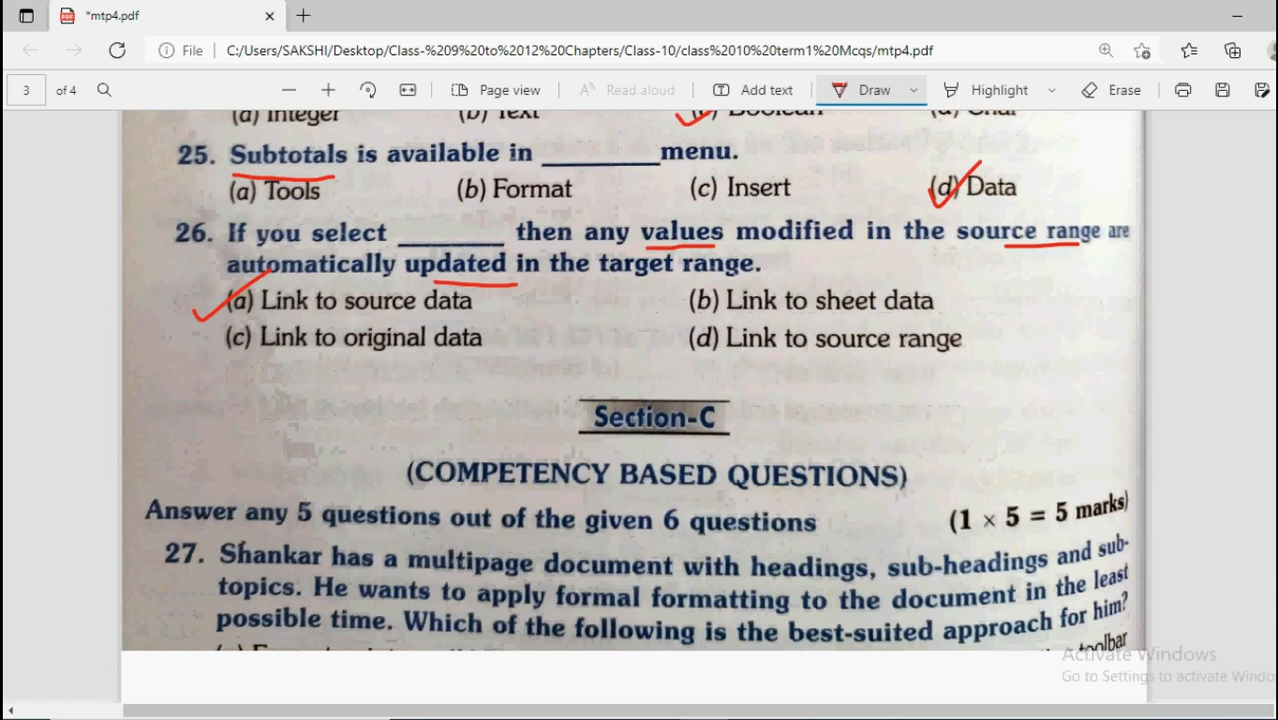 *mtp4.pdf
File C:/Users/SAKSHI/Desktop/Class-%209%20to%2012%20Chapters/Class-10/class%2010%20term1%20Mcqs/mtp4.pdf
3 of 4 Page view Read aloud Add text Draw Highlight Erase
(a) Integer (b) Text Boolean (d) Char
25. Subtotals is available in ________ menu.
(a) Tools (b) Format (c) Insert (d) Data
26. If you select ________ then any values modified in the source range are
automatically updated in the target range.
(a) Link to source data (b) Link to sheet data
(c) Link to original data (d) Link to source range
Section-C
(COMPETENCY BASED QUESTIONS)
Answer any 5 questions out of the given 6 questions (1 × 5 = 5 marks)
27. Shankar has a multipage document with headings, sub-headings and sub-
topics. He wants to apply formal formatting to the document in the least
possible time. Which of the following is the best-suited approach for him?
toolbar
Activate Windows
Go to Settings to activate Windo